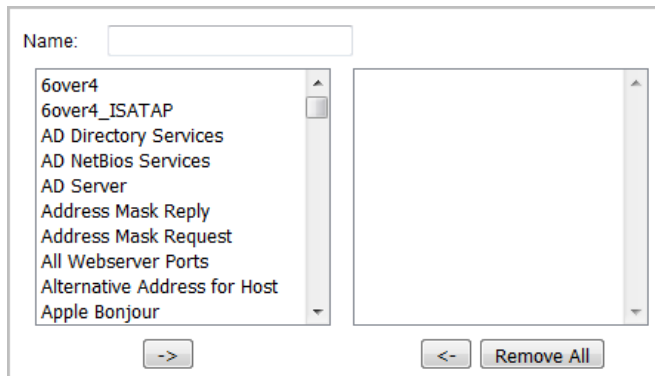 Name:
6over4
6over4_ISATAP
AD Directory Services
AD NetBios Services
AD Server
Address Mask Reply
Address Mask Request
All Webserver Ports
Alternative Address for Host
Apple Bonjour
->
<- Remove All